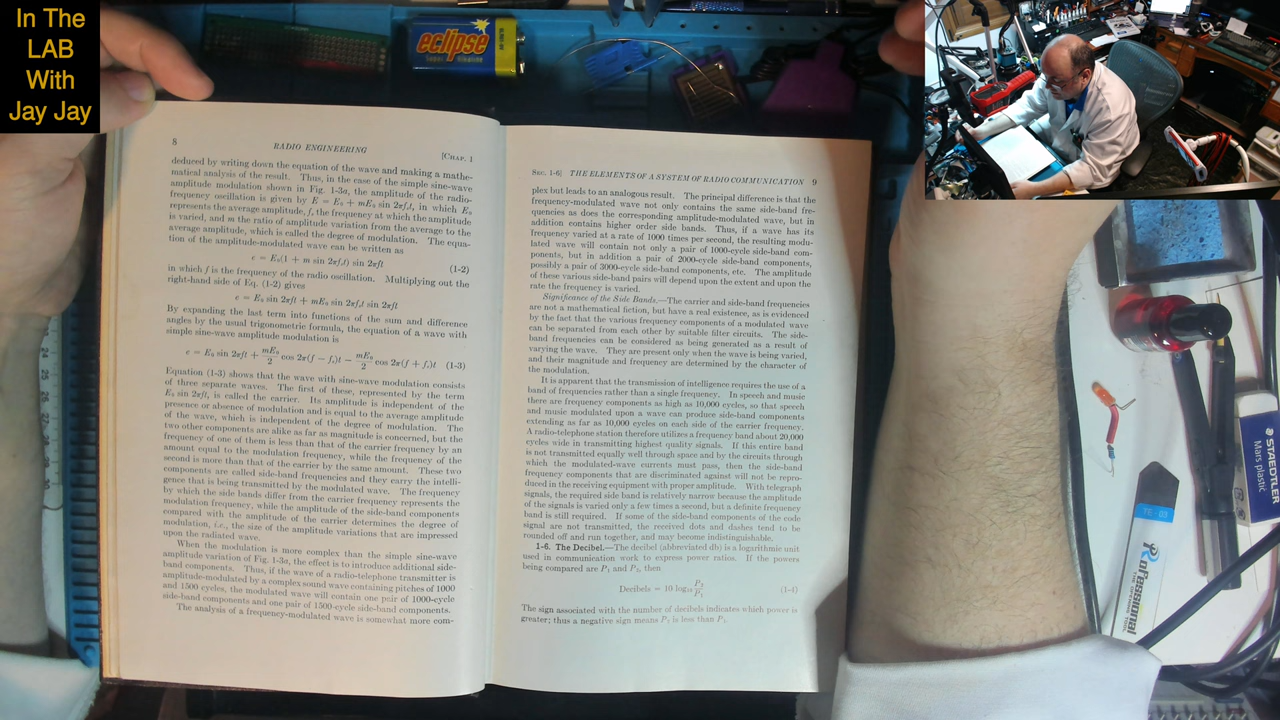 In The
LAB
With
Jay Jay
eclipse
8
RADIO ENGINEERING
[CHAP. 1
deduced by writing down the equation of the wave and making a mathe-
matical analysis of the result. Thus, in the case of the simple sine-wave
amplitude modulation shown in Fig. 1-3a, the amplitude of the radio-
frequency oscillation is given by E = E₀ + mE₀ sin 2πfₛt, in which E₀
represents the average amplitude, fₛ the frequency at which the amplitude
is varied, and m the ratio of amplitude variation from the average to the
average amplitude, which is called the degree of modulation. The equa-
tion of the amplitude-modulated wave can be written as
e = E₀(1 + m sin 2πfₛt) sin 2πft (1-2)
in which f is the frequency of the radio oscillation. Multiplying out the
right-hand side of Eq. (1-2) gives
e = E₀ sin 2πft + mE₀ sin 2πfₛt sin 2πft
By expanding the last term into functions of the sum and difference
angles by the usual trigonometric formula, the equation of a wave with
simple sine-wave amplitude modulation is
e = E₀ sin 2πft + mE₀/2 cos 2π(f − fₛ)t − mE₀/2 cos 2π(f + fₛ)t (1-3)
Equation (1-3) shows that the wave with sine-wave modulation consists
of three separate waves. The first of these, represented by the term
E₀ sin 2πft, is called the carrier. Its amplitude is independent of the
presence or absence of modulation and is equal to the average amplitude
of the wave, which is independent of the degree of modulation. The
two other components are alike as far as magnitude is concerned, but the
frequency of one of them is less than that of the carrier frequency by an
amount equal to the modulation frequency, while the frequency of the
second is more than that of the carrier by the same amount. These two
components are called side-band frequencies and they carry the intelli-
gence that is being transmitted by the modulated wave. The frequency
by which the side bands differ from the carrier frequency represents the
modulation frequency, while the amplitude of the side-band components
compared with the amplitude of the carrier determines the degree of
modulation, i.e., the size of the amplitude variations that are impressed
upon the radiated wave.
When the modulation is more complex than the simple sine-wave
amplitude variation of Fig. 1-3a, the effect is to introduce additional side-
band components. Thus, if the wave of a radio-telephone transmitter is
amplitude-modulated by a complex sound wave containing pitches of 1000
and 1500 cycles, the modulated wave will contain one pair of 1000-cycle
side-band components and one pair of 1500-cycle side-band components.
The analysis of a frequency-modulated wave is somewhat more com-
SEC. 1-6] THE ELEMENTS OF A SYSTEM OF RADIO COMMUNICATION 9
plex but leads to an analogous result. The principal difference is that the
frequency-modulated wave not only contains the same side-band fre-
quencies as does the corresponding amplitude-modulated wave, but in
addition contains higher order side bands. Thus, if a wave has its
frequency varied at a rate of 1000 times per second, the resulting modu-
lated wave will contain not only a pair of 1000-cycle side-band com-
ponents, but in addition a pair of 2000-cycle side-band components,
possibly a pair of 3000-cycle side-band components, etc. The amplitude
of these various side-band pairs will depend upon the extent and upon the
rate the frequency is varied.
Significance of the Side Bands.—The carrier and side-band frequencies
are not a mathematical fiction, but have a real existence, as is evidenced
by the fact that the various frequency components of a modulated wave
can be separated from each other by suitable filter circuits. The side-
band frequencies can be considered as being generated as a result of
varying the wave. They are present only when the wave is being varied,
and their magnitude and frequency are determined by the character of
the modulation.
It is apparent that the transmission of intelligence requires the use of a
band of frequencies rather than a single frequency. In speech and music
there are frequency components as high as 10,000 cycles, so that speech
and music modulated upon a wave can produce side-band components
extending as far as 10,000 cycles on each side of the carrier frequency.
A radio-telephone station therefore utilizes a frequency band about 20,000
cycles wide in transmitting highest quality signals. If this entire band
is not transmitted equally well through space and by the circuits through
which the modulated-wave currents must pass, then the side-band
frequency components that are discriminated against will not be repro-
duced in the receiving equipment with proper amplitude. With telegraph
signals, the required side band is relatively narrow because the amplitude
of the signals is varied only a few times a second, but a definite frequency
band is still required. If some of the side-band components of the code
signal are not transmitted, the received dots and dashes tend to be
rounded off and run together, and may become indistinguishable.
1-6. The Decibel.—The decibel (abbreviated db) is a logarithmic unit
used in communication work to express power ratios. If the powers
being compared are P₁ and P₂, then
Decibels = 10 log₁₀ P₂/P₁ (1-4)
The sign associated with the number of decibels indicates which power is
greater; thus a negative sign means P₂ is less than P₁.
STAEDTLER
Mars plastic
TE-03
Professional